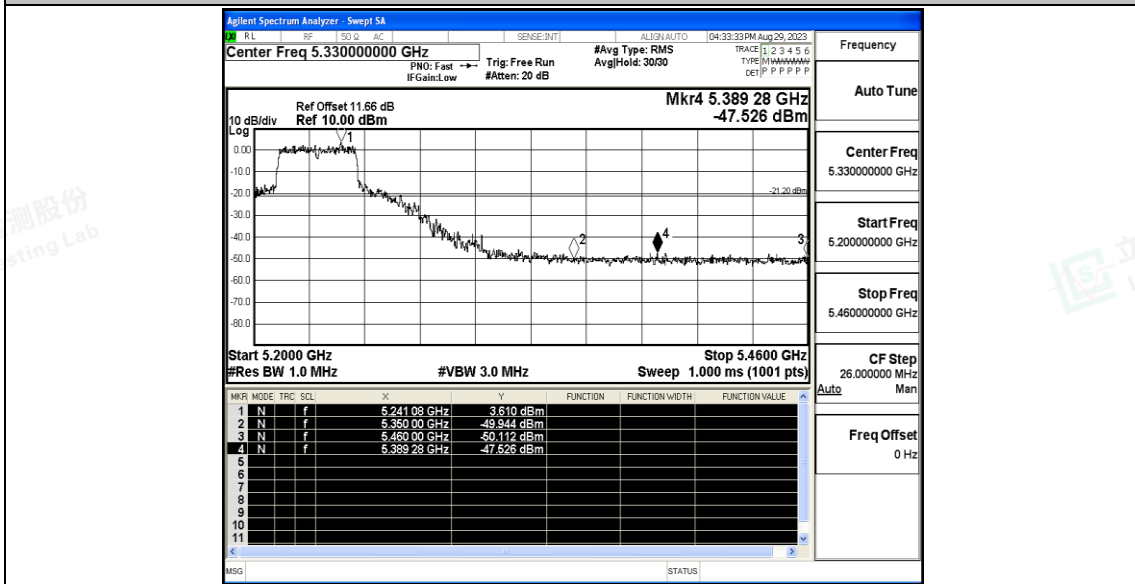 Agilent Spectrum Analyzer - Swept SA
RL RF 50 Ω AC SENSE:INT ALIGN AUTO 04:33:33 PM Aug 29, 2023
Center Freq 5.330000000 GHz
PNO: Fast
IFGain:Low
Trig: Free Run
#Atten: 20 dB
#Avg Type: RMS
Avg|Hold: 30/30
TRACE 1 2 3 4 5 6
TYPE M
DET P P P P P P
Mkr4 5.389 28 GHz
-47.526 dBm
Ref Offset 11.66 dB
10 dB/div Ref 10.00 dBm
Log
0.00
-10.0
-20.0
-30.0
-40.0
-50.0
-60.0
-70.0
-80.0
1
-21.20 dBm
2
4
3
Start 5.2000 GHz Stop 5.4600 GHz
#Res BW 1.0 MHz #VBW 3.0 MHz Sweep 1.000 ms (1001 pts)
MKR MODE TRC SCL X Y FUNCTION FUNCTION WIDTH FUNCTION VALUE
1 N f 5.241 08 GHz 3.610 dBm
2 N f 5.350 00 GHz -49.944 dBm
3 N f 5.460 00 GHz -50.112 dBm
4 N f 5.389 28 GHz -47.526 dBm
5
6
7
8
9
10
11
MSG STATUS
Frequency
Auto Tune
Center Freq
5.330000000 GHz
Start Freq
5.200000000 GHz
Stop Freq
5.460000000 GHz
CF Step
26.000000 MHz
Auto Man
Freq Offset
0 Hz
测股份
sting Lab
立